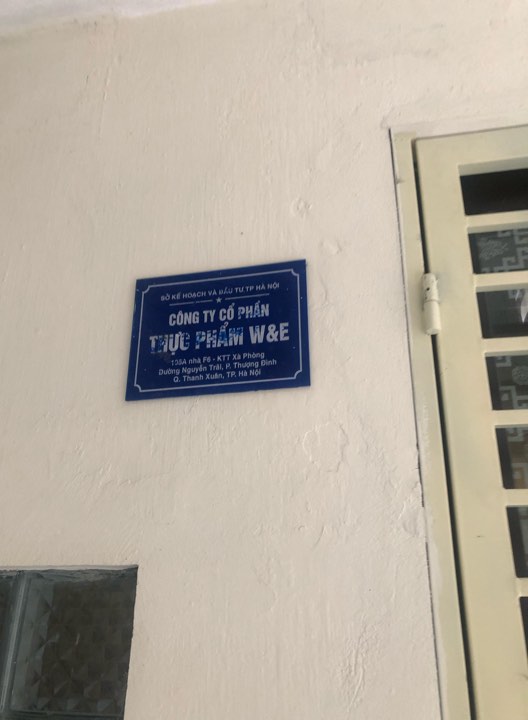 SỞ KẾ HOẠCH VÀ ĐẦU TƯ TP HÀ NỘI
CÔNG TY CỔ PHẦN
THỰC PHẨM W&E
105A nhà F6 - KTT Xà Phòng
Đường Nguyễn Trãi, P. Thượng Đình
Q. Thanh Xuân, TP. Hà Nội